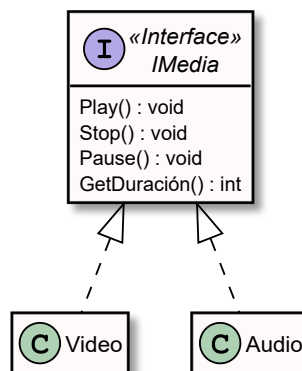 I «Interface»
IMedia
Play() : void
Stop() : void
Pause() : void
GetDuración() : int
C Video
C Audio